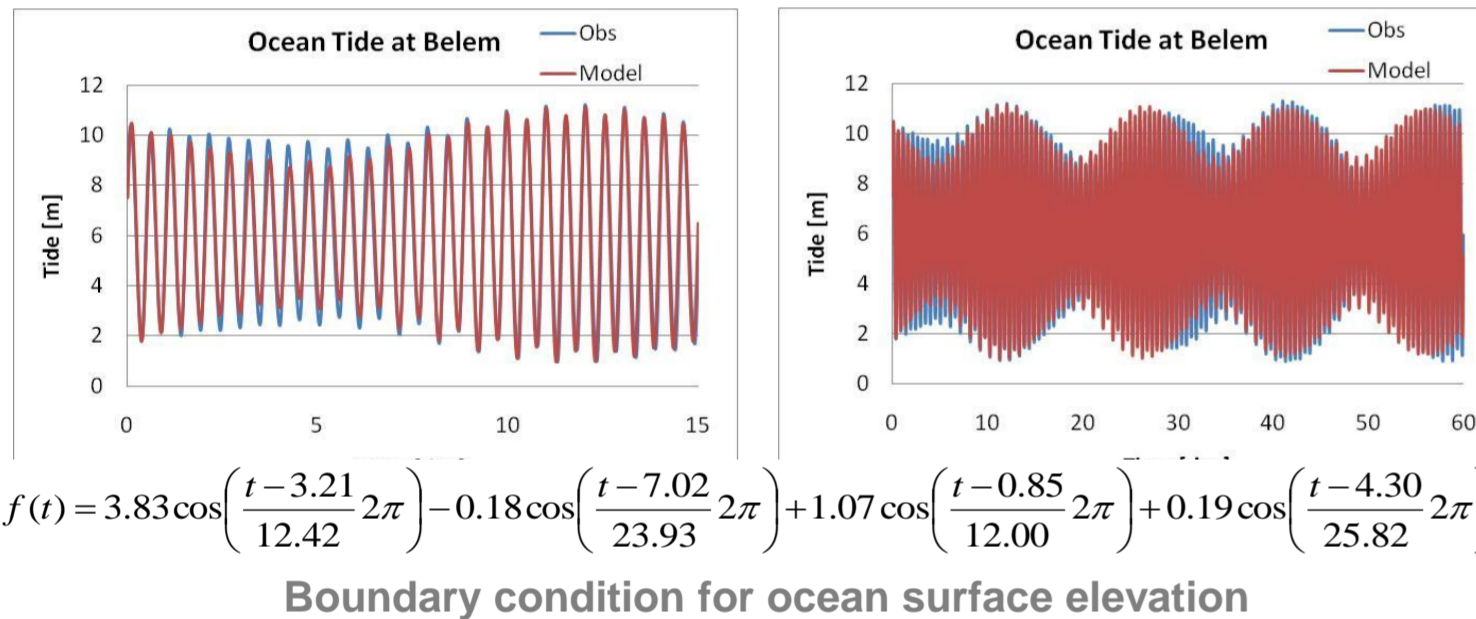 Ocean Tide at Belem
Obs
Model
12
10
8
6
4
2
0
Tide [m]
0 5 10 15
Ocean Tide at Belem
Obs
Model
12
10
8
6
4
2
0
Tide [m]
0 10 20 30 40 50 60
f(t) = 3.83cos((t−3.21)/12.42 2π) − 0.18cos((t−7.02)/23.93 2π) + 1.07cos((t−0.85)/12.00 2π) + 0.19cos((t−4.30)/25.82 2π
Boundary condition for ocean surface elevation